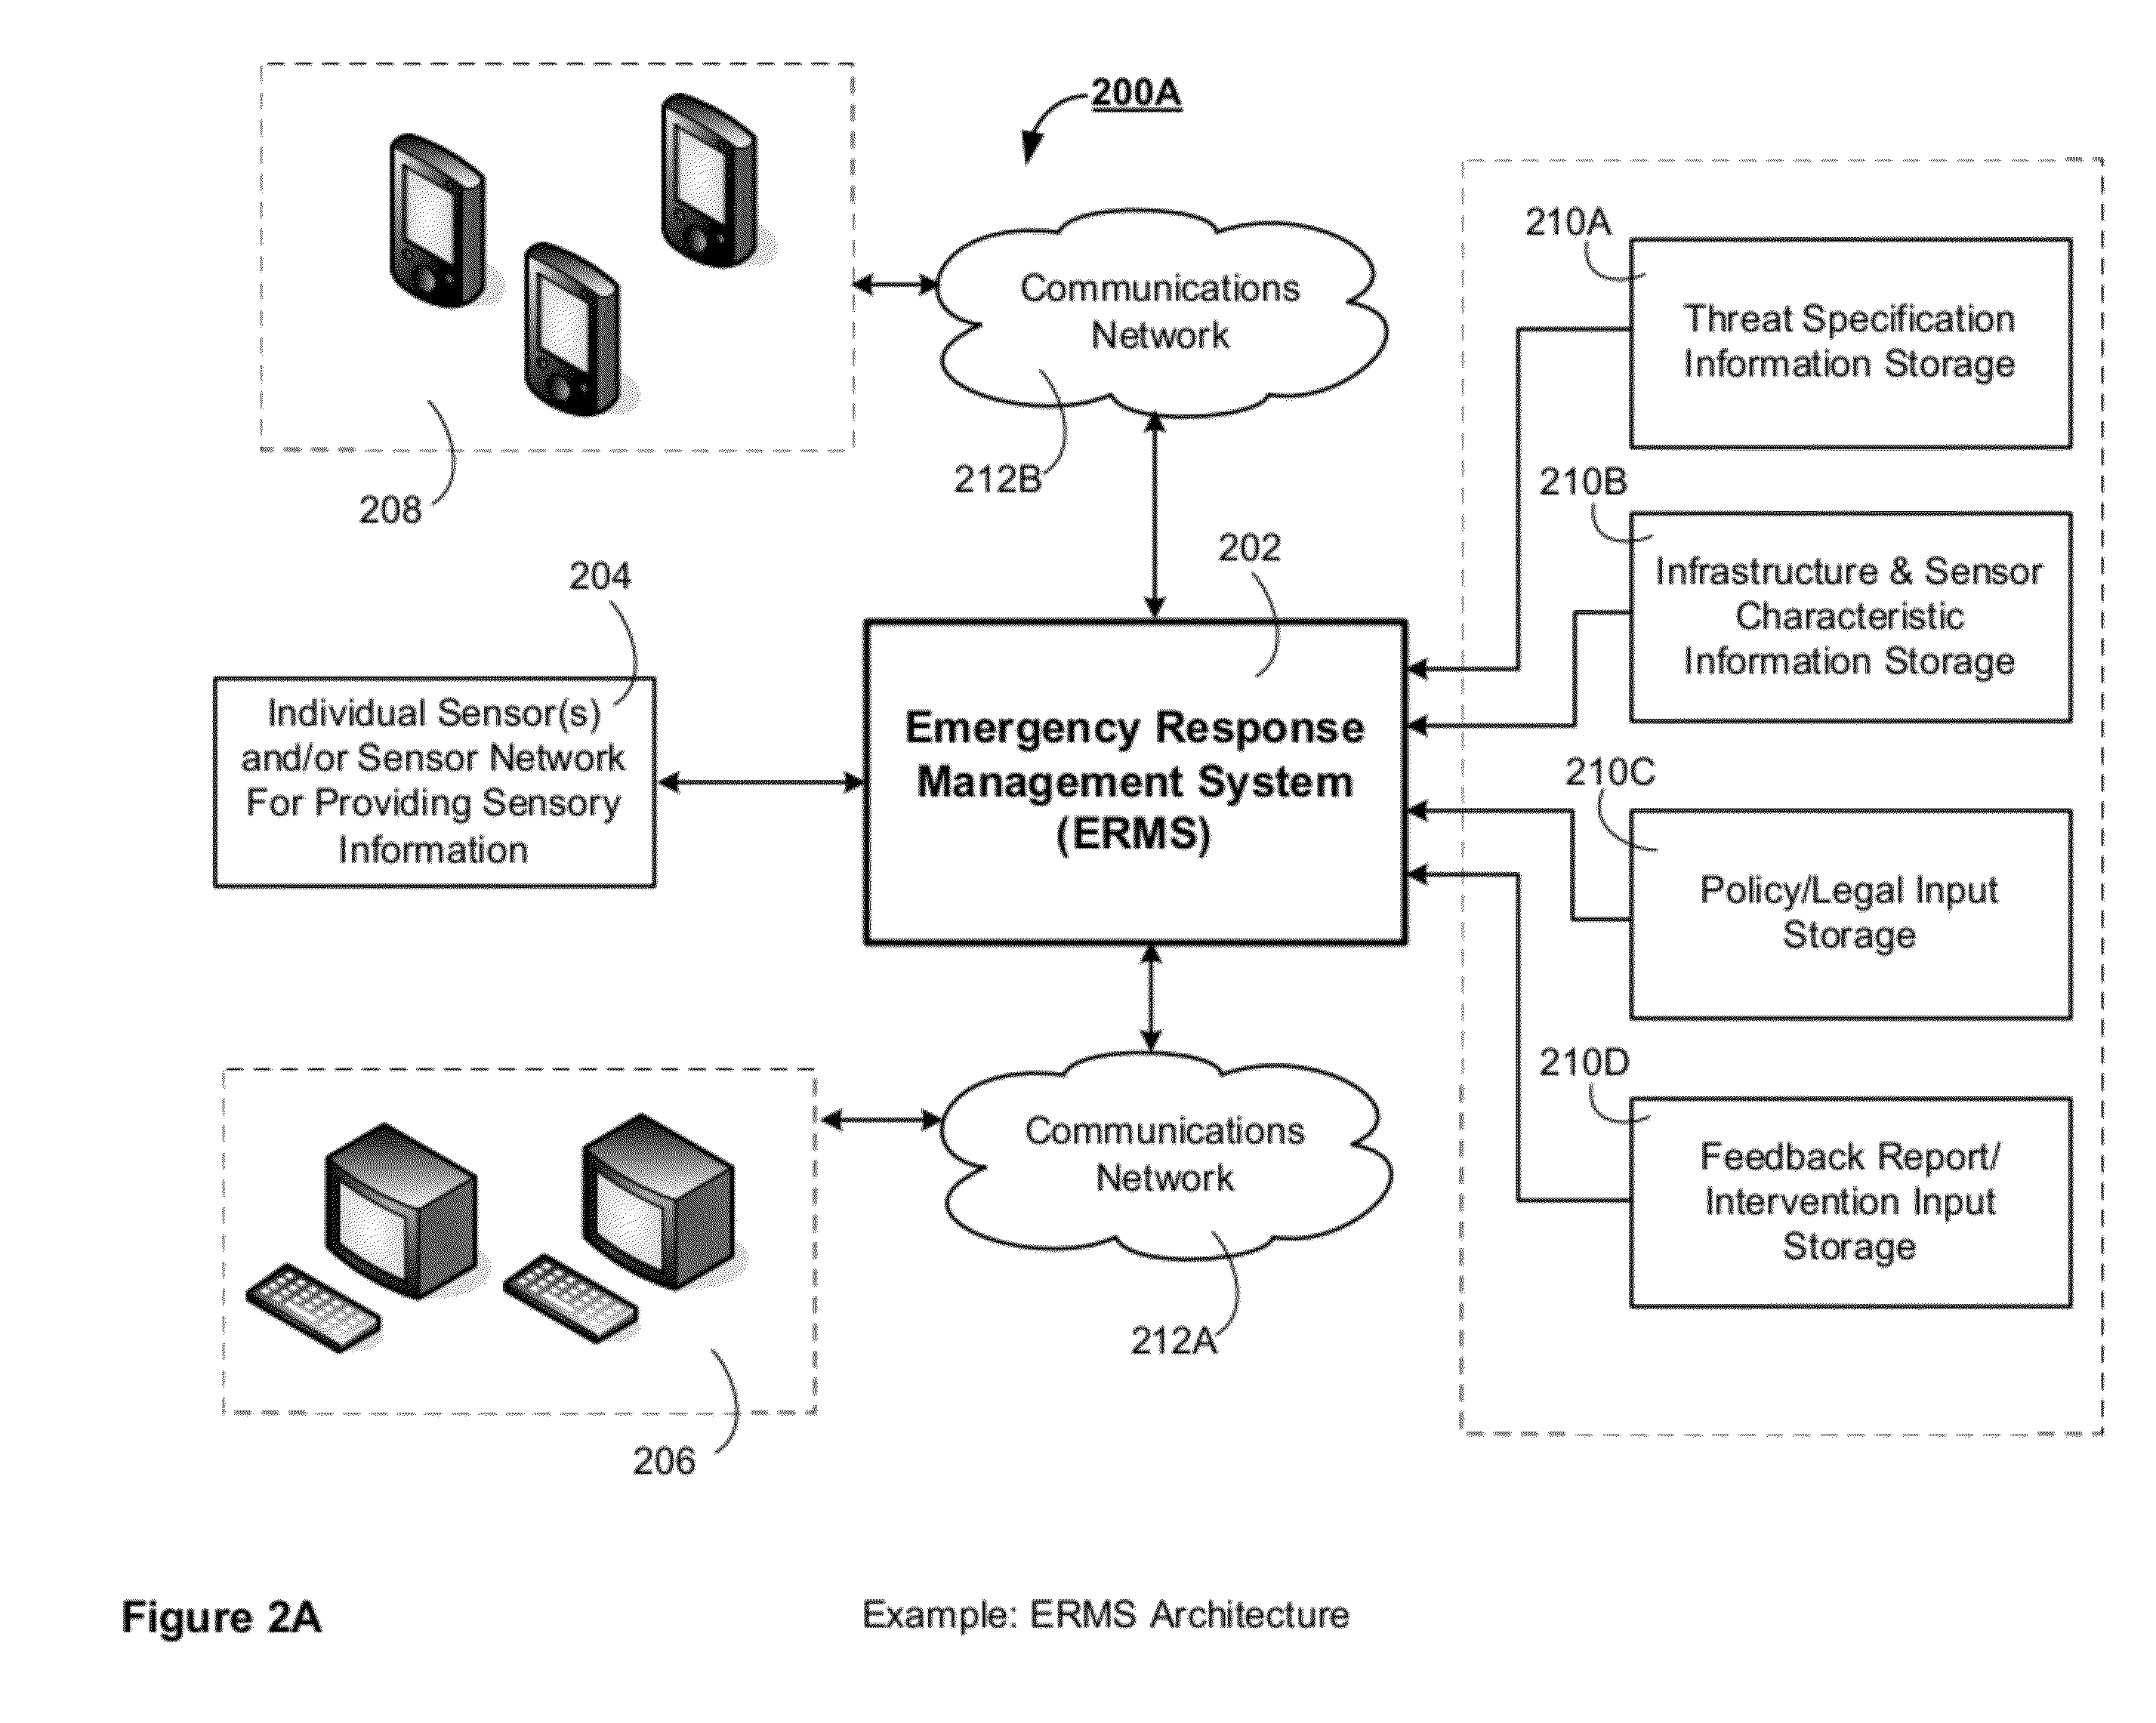 200A
210A
Communications
Network
Threat Specification
Information Storage
212B
208
210B
202
204
Infrastructure & Sensor
Characteristic
Information Storage
Individual Sensor(s)
and/or Sensor Network
For Providing Sensory
Information
Emergency Response
Management System
(ERMS)
210C
Policy/Legal Input
Storage
210D
Communications
Network
Feedback Report/
Intervention Input
Storage
212A
206
Figure 2A
Example: ERMS Architecture